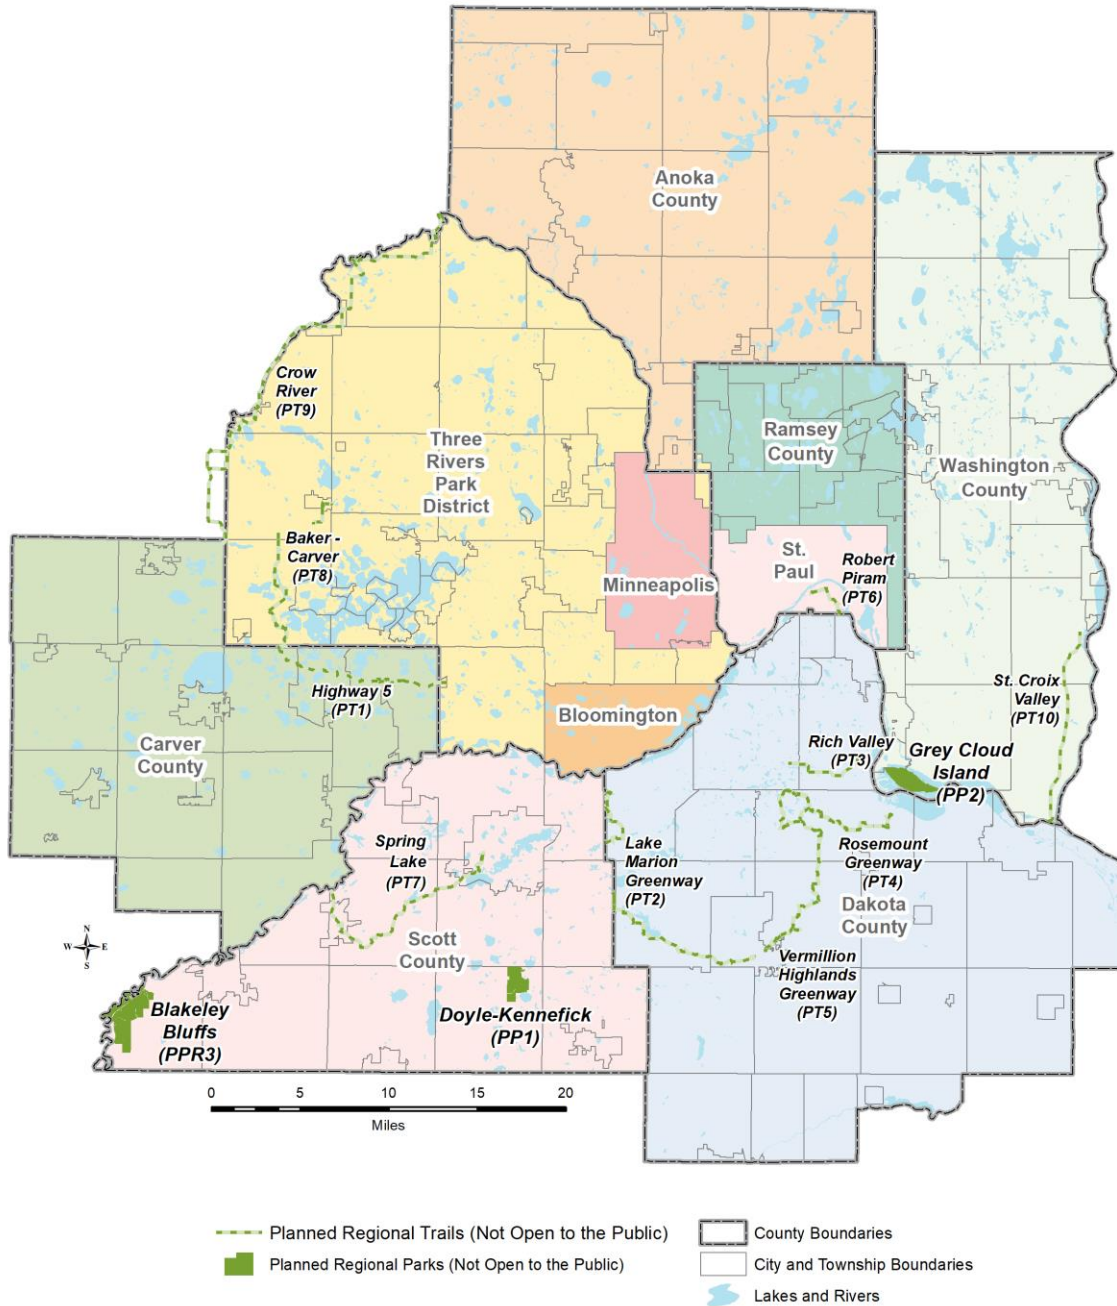 Anoka
County
Crow
River
(PT9)
Three
Rivers
Park
District
Ramsey
County
Washington
County
Baker -
Carver
(PT8)
Minneapolis
St.
Paul
Robert
Piram
(PT6)
Highway 5
(PT1)
St. Croix
Valley
(PT10)
Carver
County
Bloomington
Rich Valley
(PT3)
Grey Cloud
Island
(PP2)
Spring
Lake
(PT7)
Lake
Marion
Greenway
(PT2)
Rosemount
Greenway
(PT4)
Dakota
County
Scott
County
Vermillion
Highlands
Greenway
(PT5)
N
W E
S
Blakeley
Bluffs
(PPR3)
Doyle-Kennefick
(PP1)
0 5 10 15 20
Miles
Planned Regional Trails (Not Open to the Public)
Planned Regional Parks (Not Open to the Public)
County Boundaries
City and Township Boundaries
Lakes and Rivers